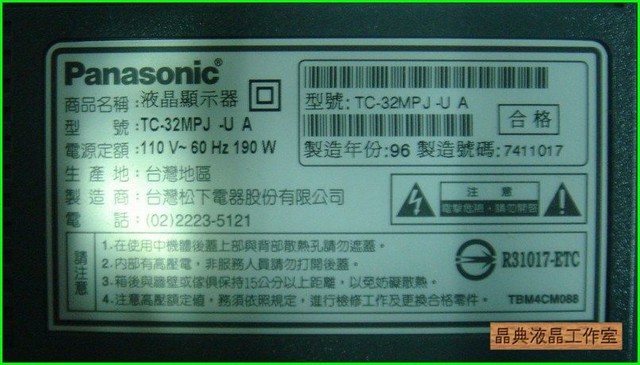 Panasonic®
商品名稱：液晶顯示器
型號：TC-32MPJ -U A
電源定額：110 V~ 60 Hz 190 W
生產地：台灣地區
製造商：台灣松下電器股份有限公司
電話：(02)2223-5121
型號: TC-32MPJ -U A
合格
製造年份:96 製造號碼:7411017
注意
電擊危險，請勿開啟
請注意
1.在使用中機體後蓋上部與背部散熱孔請勿遮蓋。
2.內部有高壓電，非服務人員請勿打開後蓋。
3.箱後與牆壁或傢俱保持15公分以上距離，以免妨礙散熱。
4.注意高壓額定值，務須依照規定，進行檢修工作及更換合格零件。
R31017-ETC
TBM4CM088
晶典液晶工作室